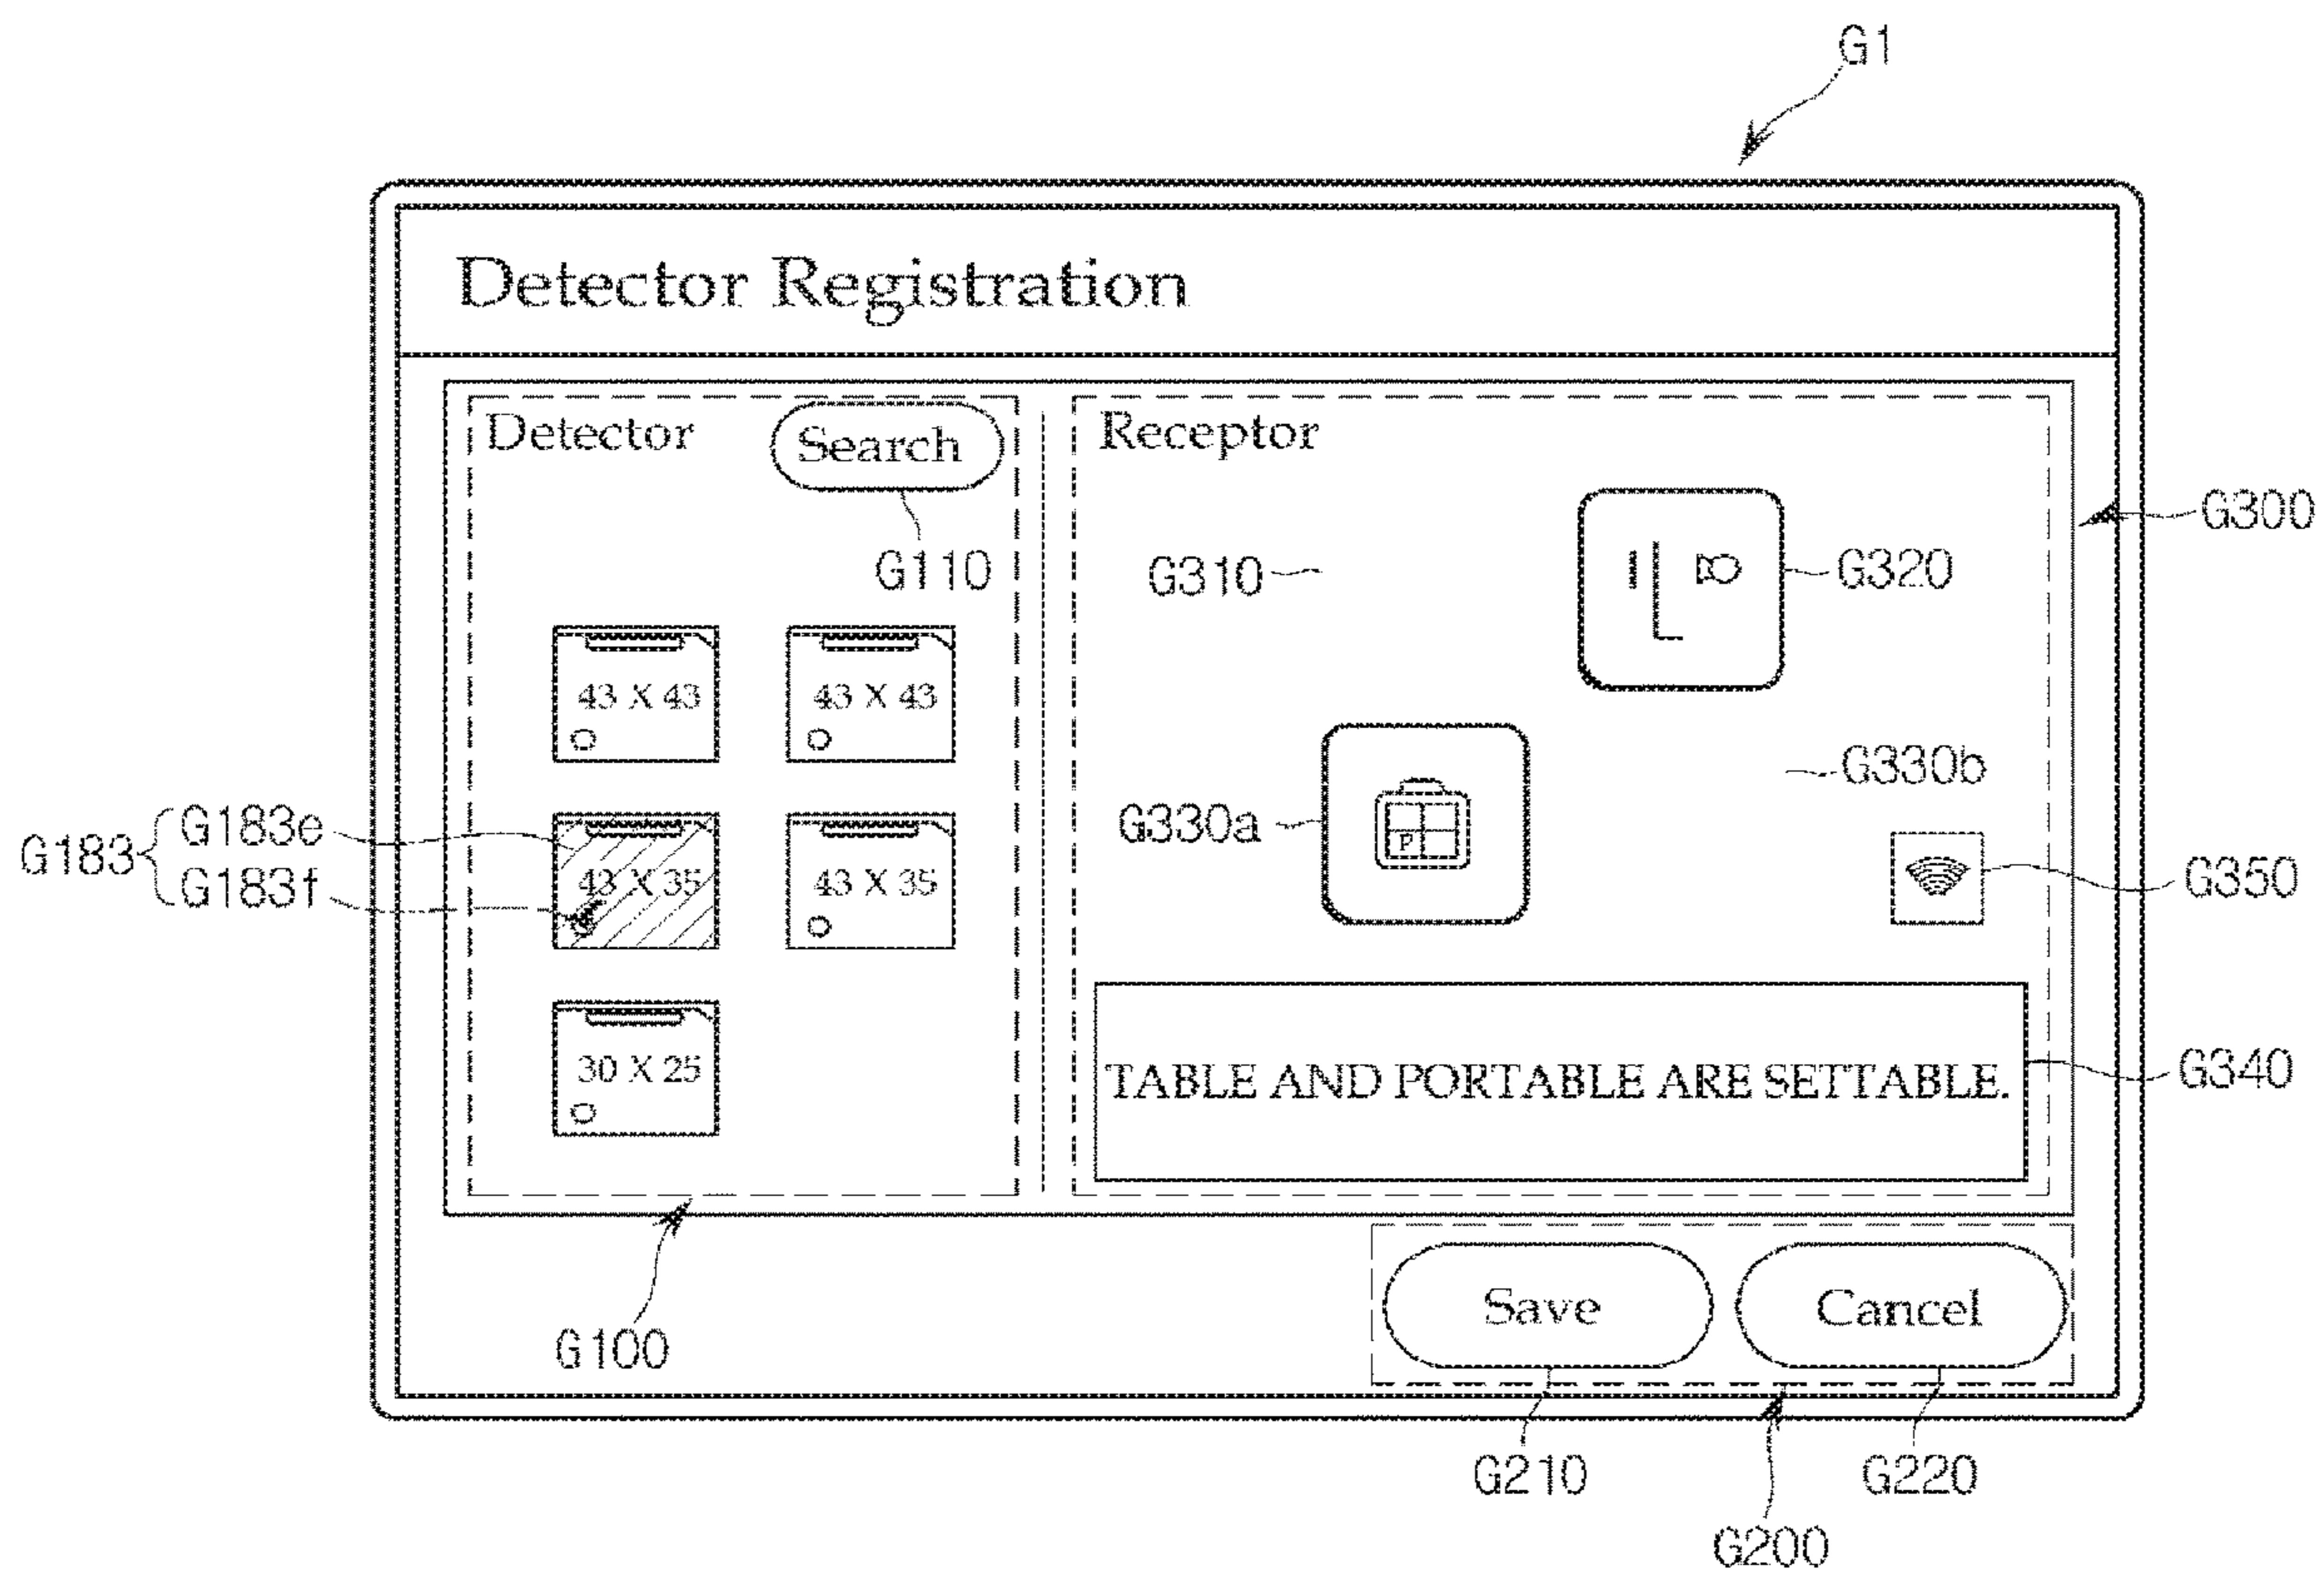 G1
Detector Registration
Detector
Search
Receptor
G300
G110
G310
G320
43 X 43
43 X 43
G330b
G330a
G183
G183e
G183f
43 X 35
43 X 35
P
G350
30 X 25
TABLE AND PORTABLE ARE SETTABLE.
G340
Save
Cancel
G100
G210
G220
G200